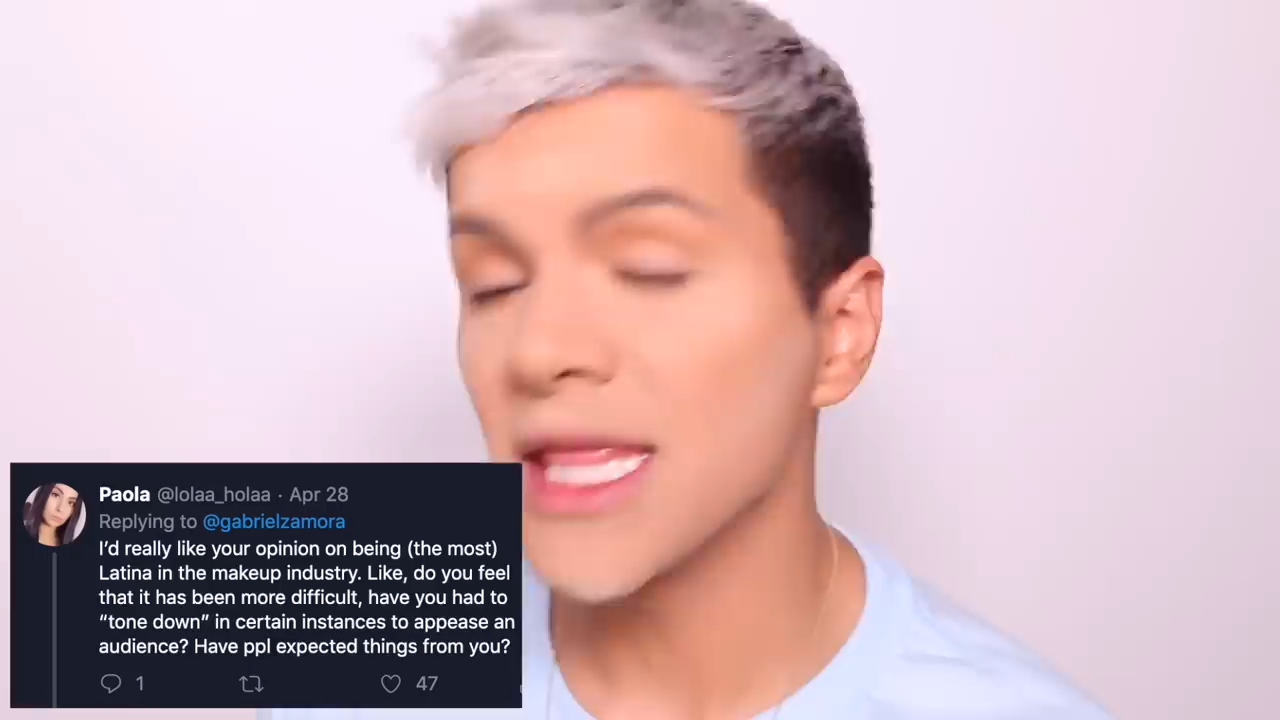 Paola @lolaa_holaa · Apr 28
Replying to @gabrielzamora
I'd really like your opinion on being (the most)
Latina in the makeup industry. Like, do you feel
that it has been more difficult, have you had to
“tone down” in certain instances to appease an
audience? Have ppl expected things from you?
1 47